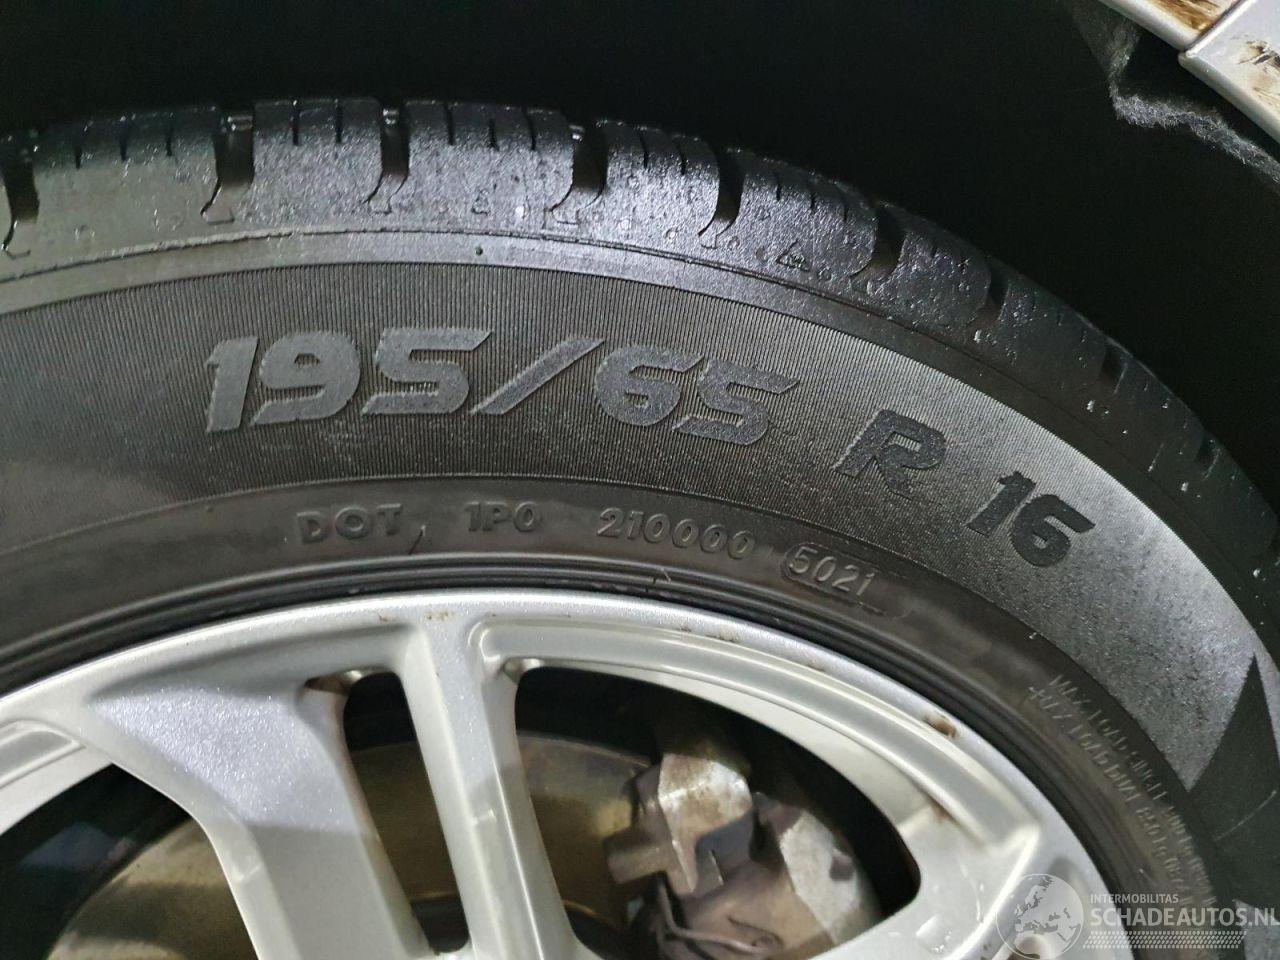 195/65 R 16
DOT 1P0 210000 5021
INTERMOBILITAS
SCHADEAUTOS.NL